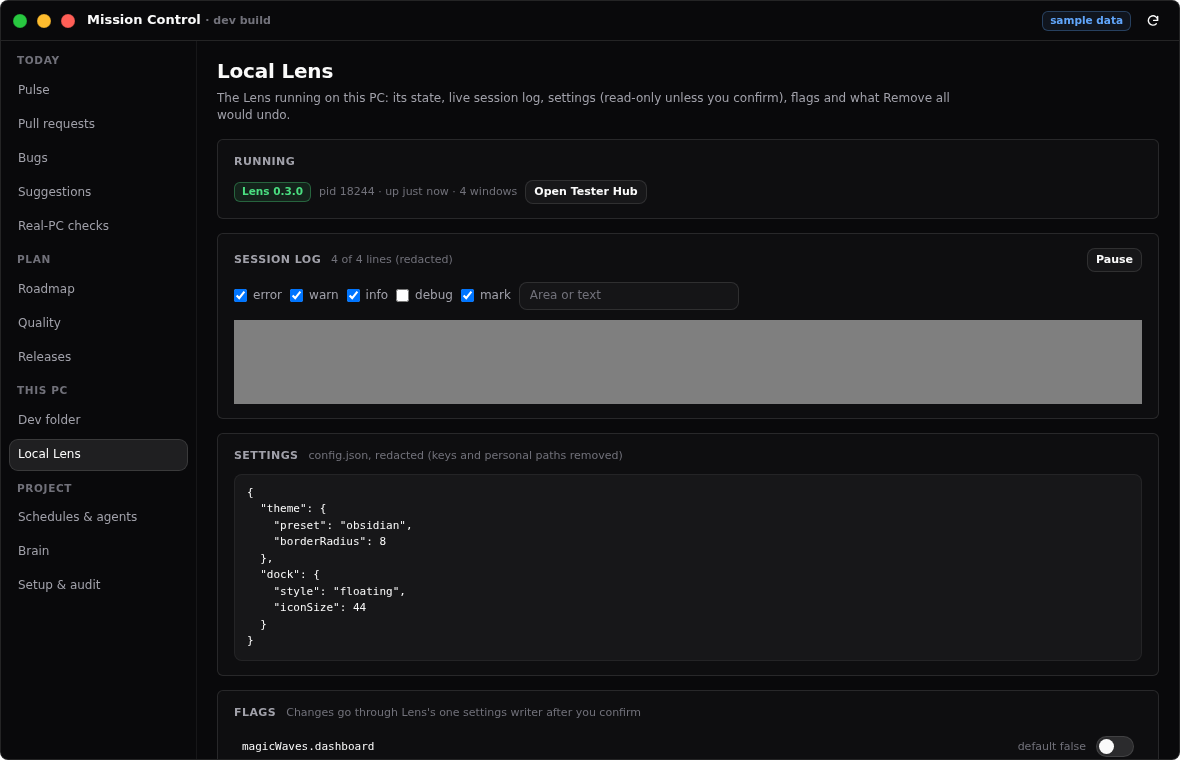 Mission Control · dev build
sample data
TODAY
Pulse
Pull requests
Bugs
Suggestions
Real-PC checks
PLAN
Roadmap
Quality
Releases
THIS PC
Dev folder
Local Lens
PROJECT
Schedules & agents
Brain
Setup & audit
Local Lens
The Lens running on this PC: its state, live session log, settings (read-only unless you confirm), flags and what Remove all
would undo.
RUNNING
Lens 0.3.0 pid 18244 · up just now · 4 windows Open Tester Hub
SESSION LOG 4 of 4 lines (redacted) Pause
error warn info debug mark Area or text
SETTINGS config.json, redacted (keys and personal paths removed)
{
  "theme": {
    "preset": "obsidian",
    "borderRadius": 8
  },
  "dock": {
    "style": "floating",
    "iconSize": 44
  }
}
FLAGS Changes go through Lens's one settings writer after you confirm
magicWaves.dashboard default false